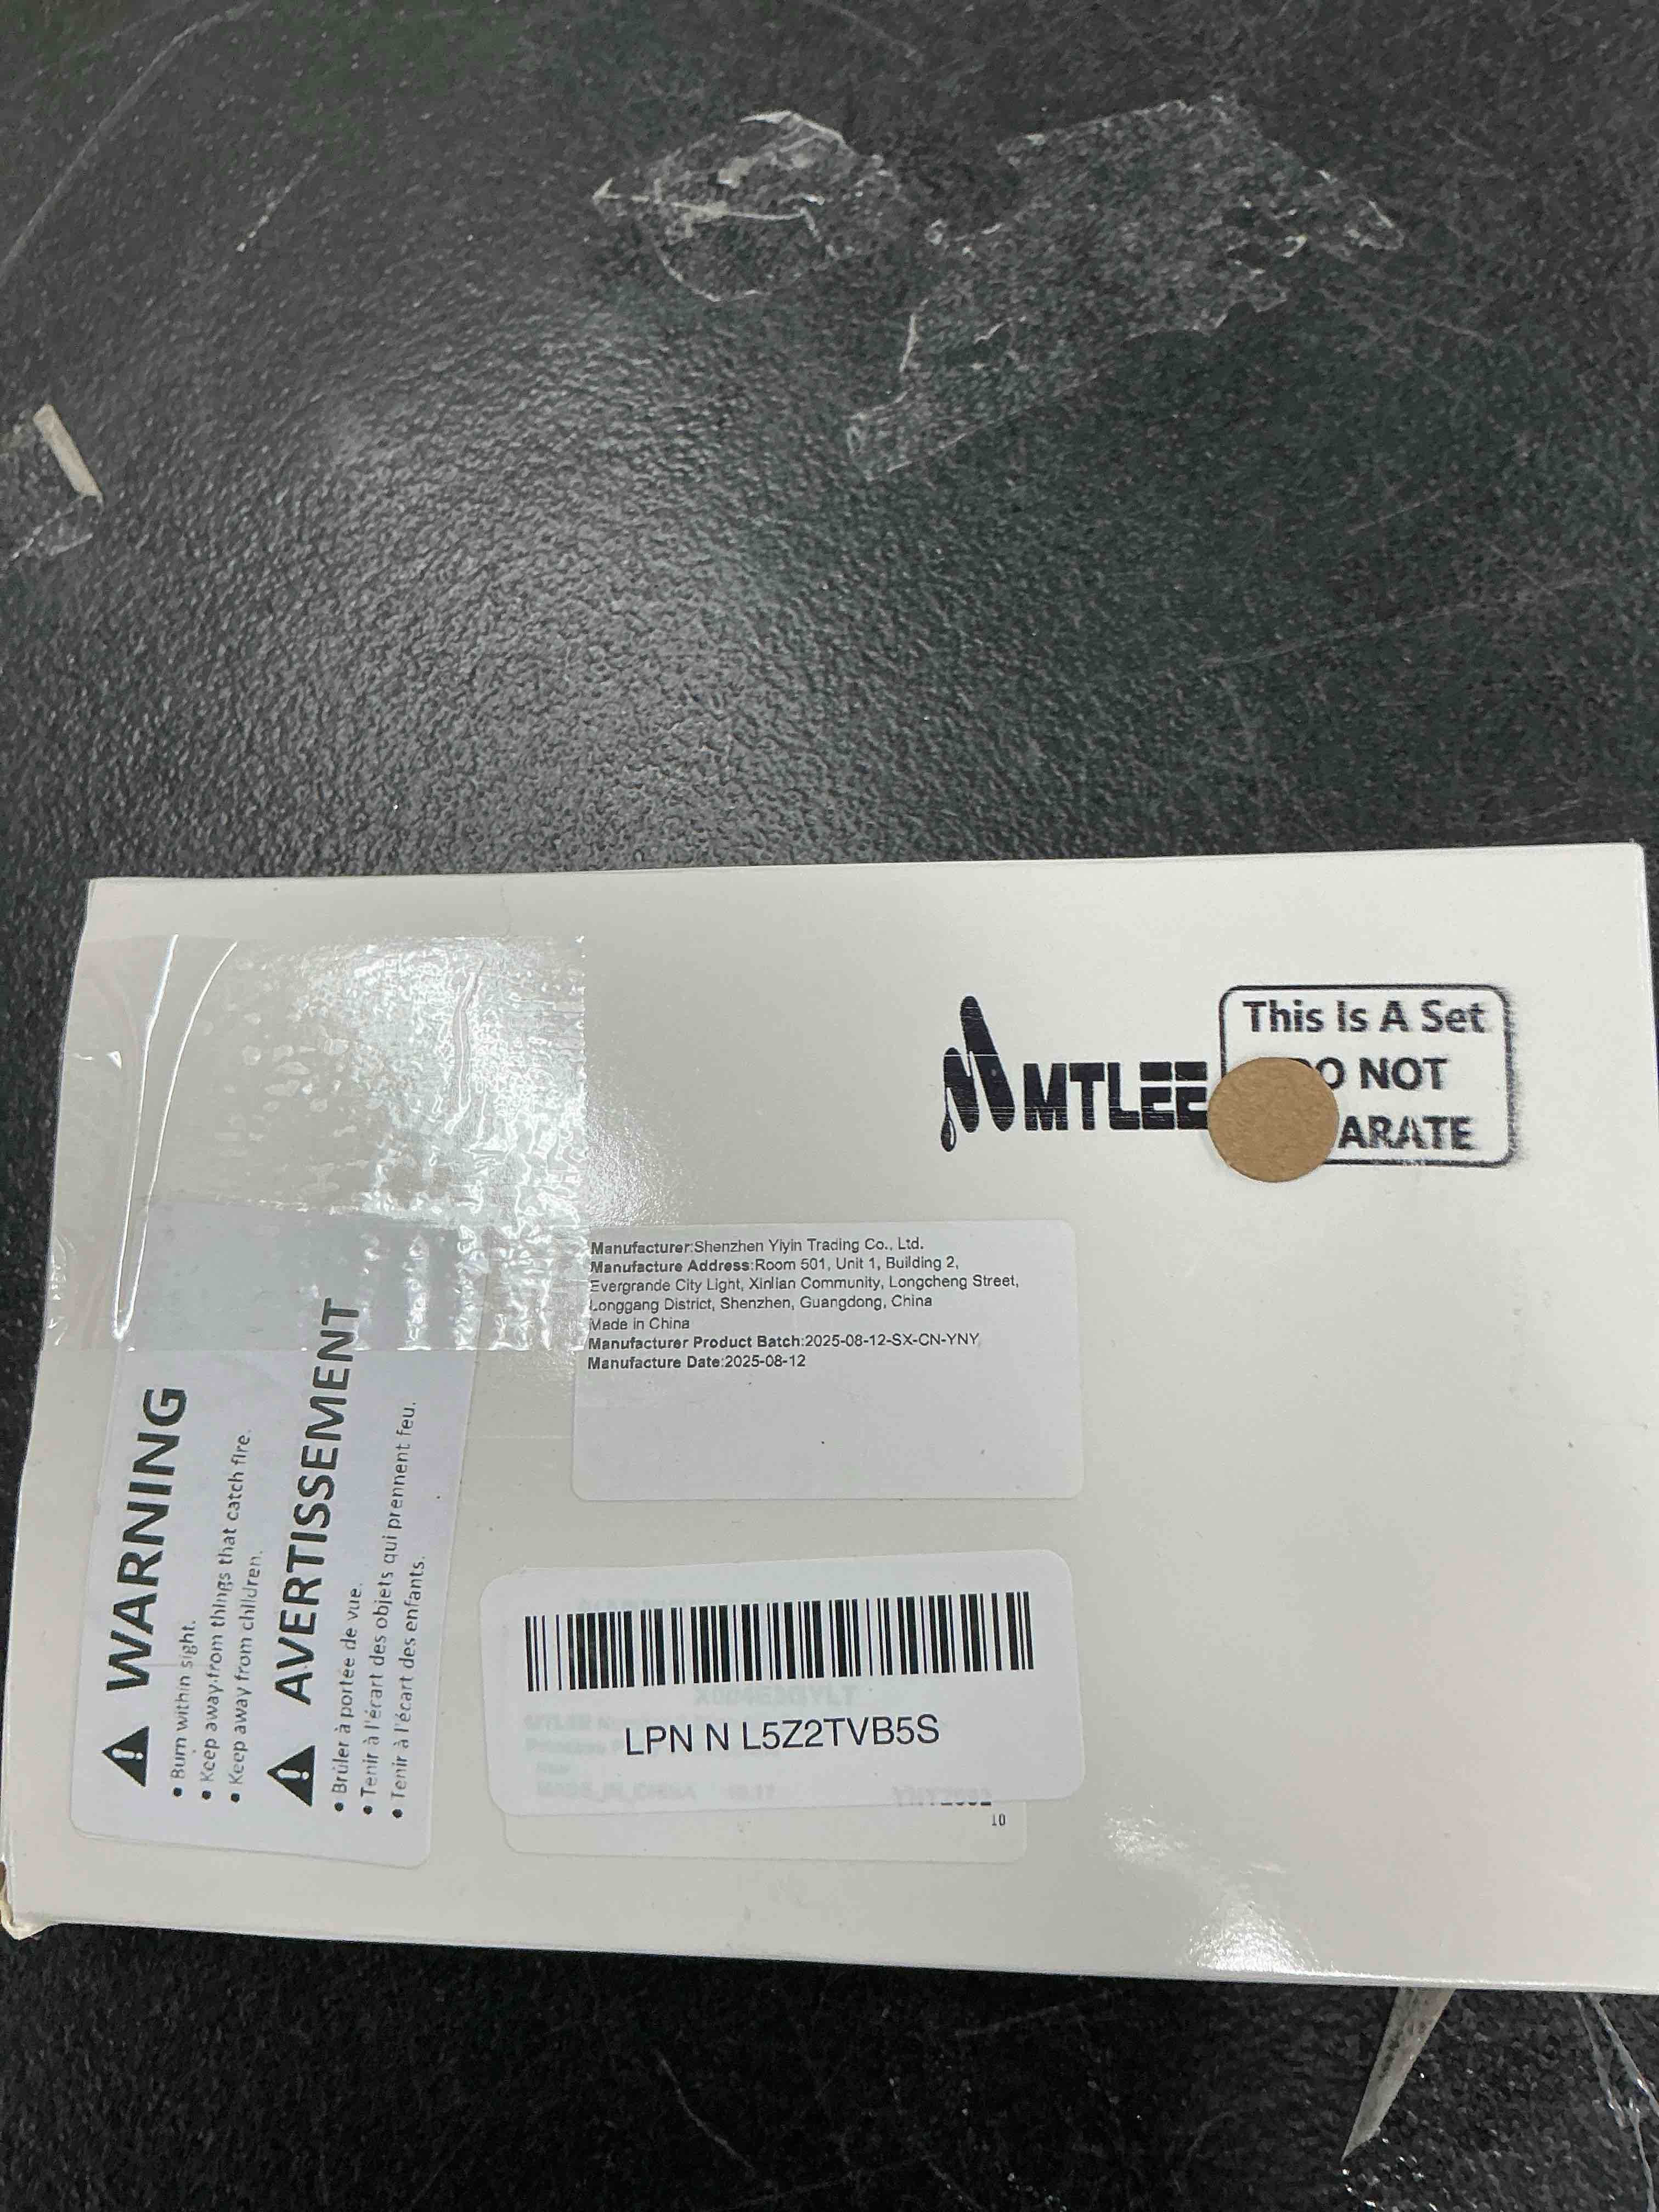 MTLEE
This Is A Set
NOT
Manufacturer:Shenzhen Yiyin Trading Co., Ltd.
Manufacture Address:Room 501, Unit 1, Building 2,
Evergrande City Light, Xinlian Community, Longcheng Street,
Longgang District, Shenzhen, Guangdong, China
Made in China
Manufacturer Product Batch:2025-08-12-SX-CN-YNY
Manufacture Date:2025-08-12
WARNING
• Burn within sight.
• Keep away from things that catch fire.
• Keep away from children.
AVERTISSEMENT
• Brûler à portée de vue.
• Tenir à l'écart des objets qui prennent feu.
• Tenir à l'écart des enfants.
LPN N L5Z2TVB5S
MADE_IN_CHINA
10